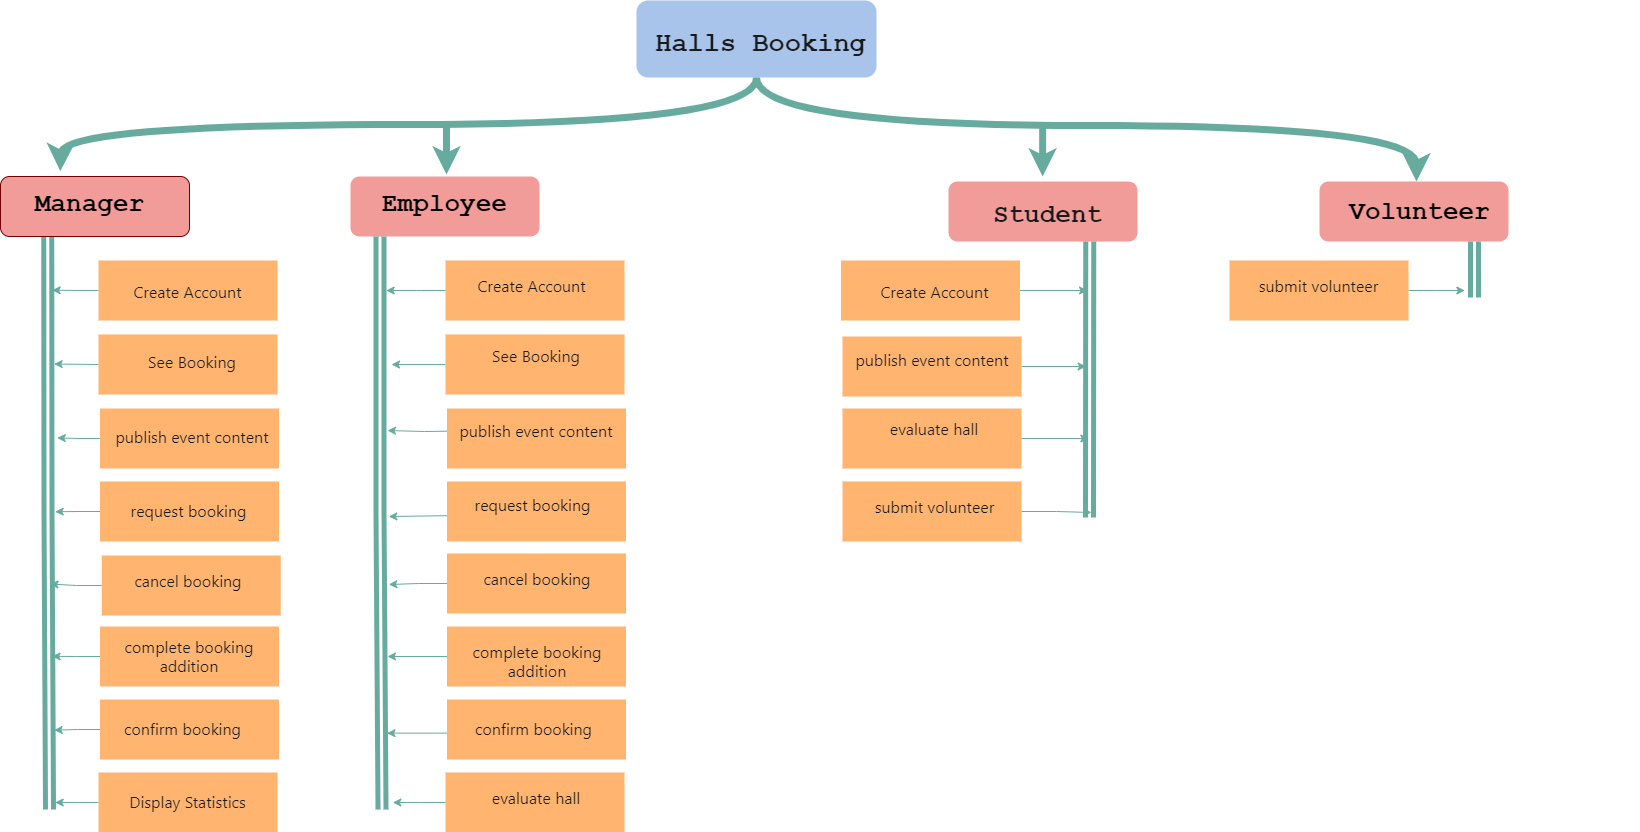 Halls Booking
Manager
Employee
Student
Volunteer
Create Account
See Booking
publish event content
request booking
cancel booking
complete booking
addition
confirm booking
Display Statistics
Create Account
See Booking
publish event content
request booking
cancel booking
complete booking
addition
confirm booking
evaluate hall
Create Account
publish event content
evaluate hall
submit volunteer
submit volunteer